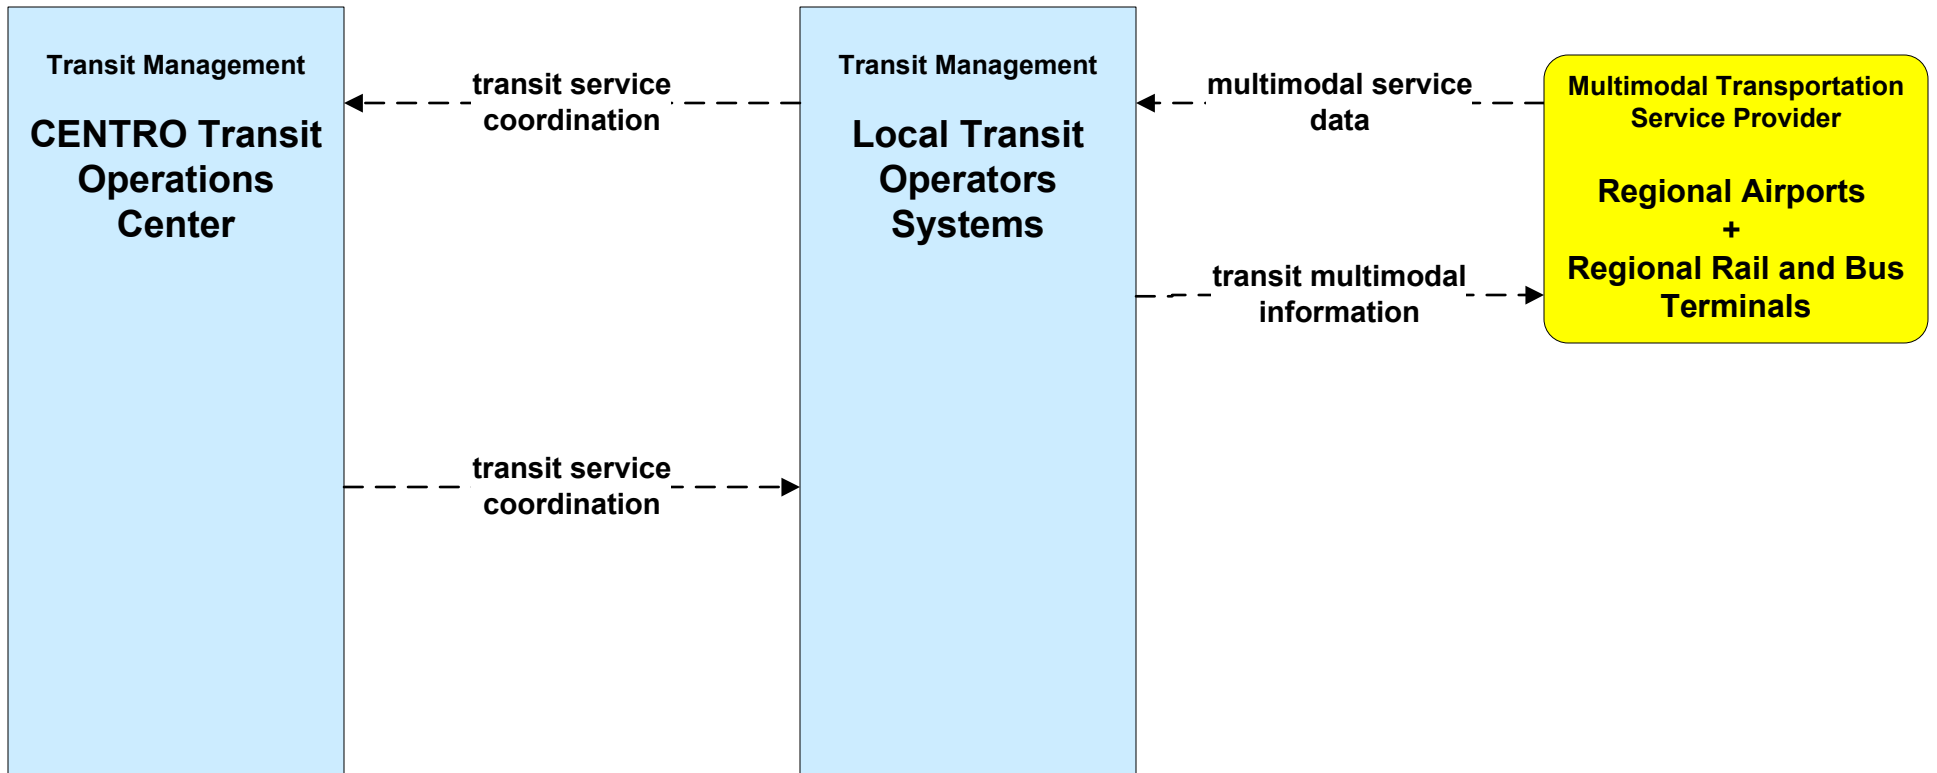 Transit Management
CENTRO Transit
Operations
Center
transit service
coordination
transit service
coordination
Transit Management
Local Transit
Operators
Systems
multimodal service
data
transit multimodal
information
Multimodal Transportation
Service Provider
Regional Airports
+
Regional Rail and Bus
Terminals